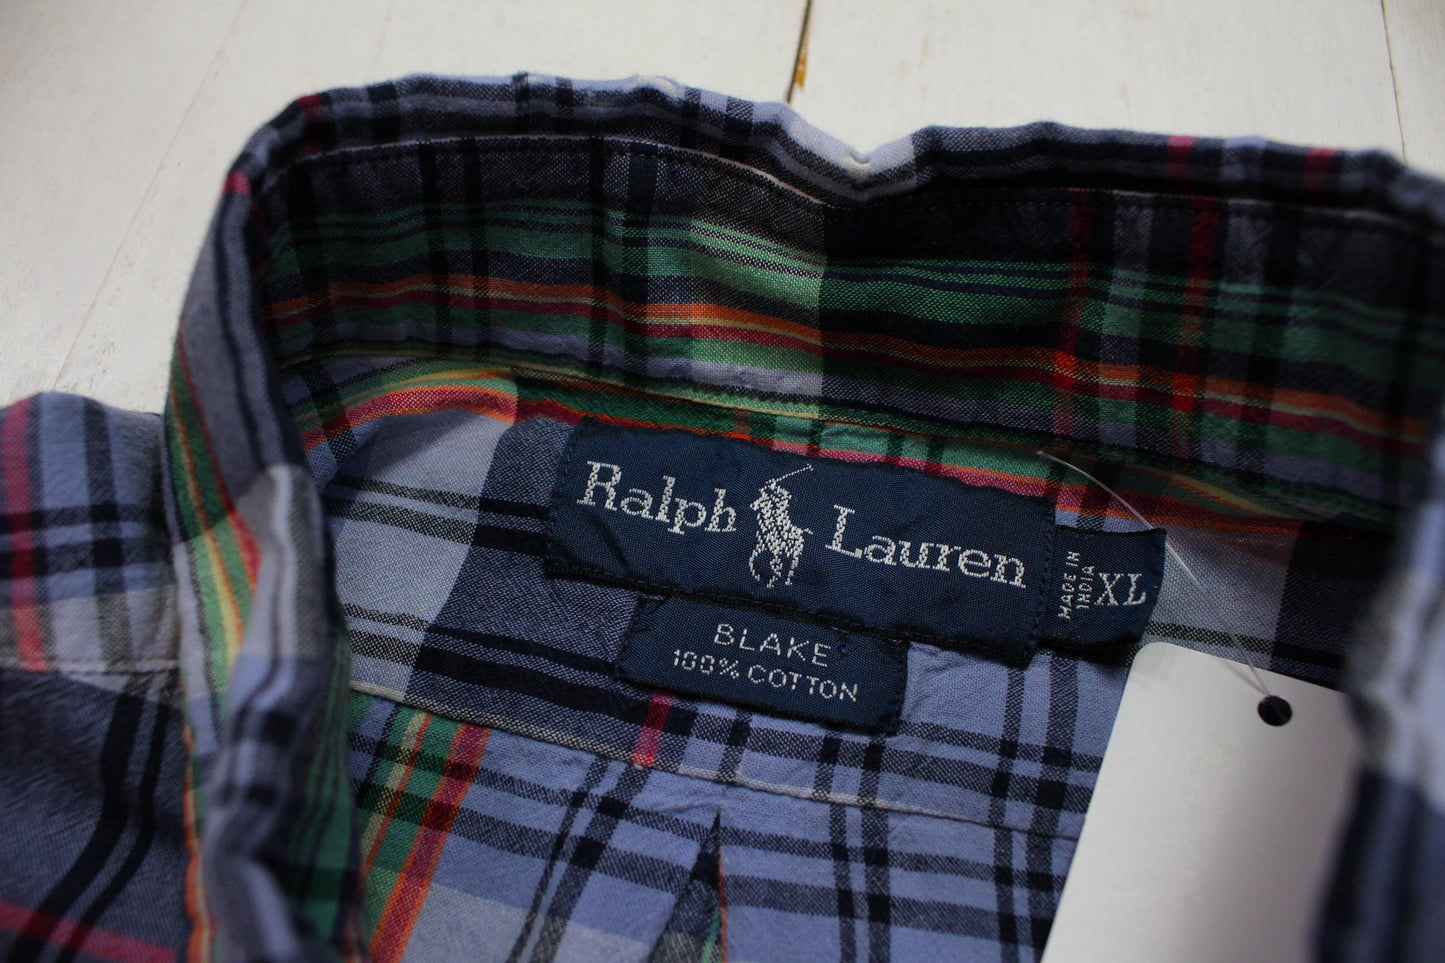 Ralph Lauren
MADE IN
INDIA
XL
BLAKE
100% COTTON